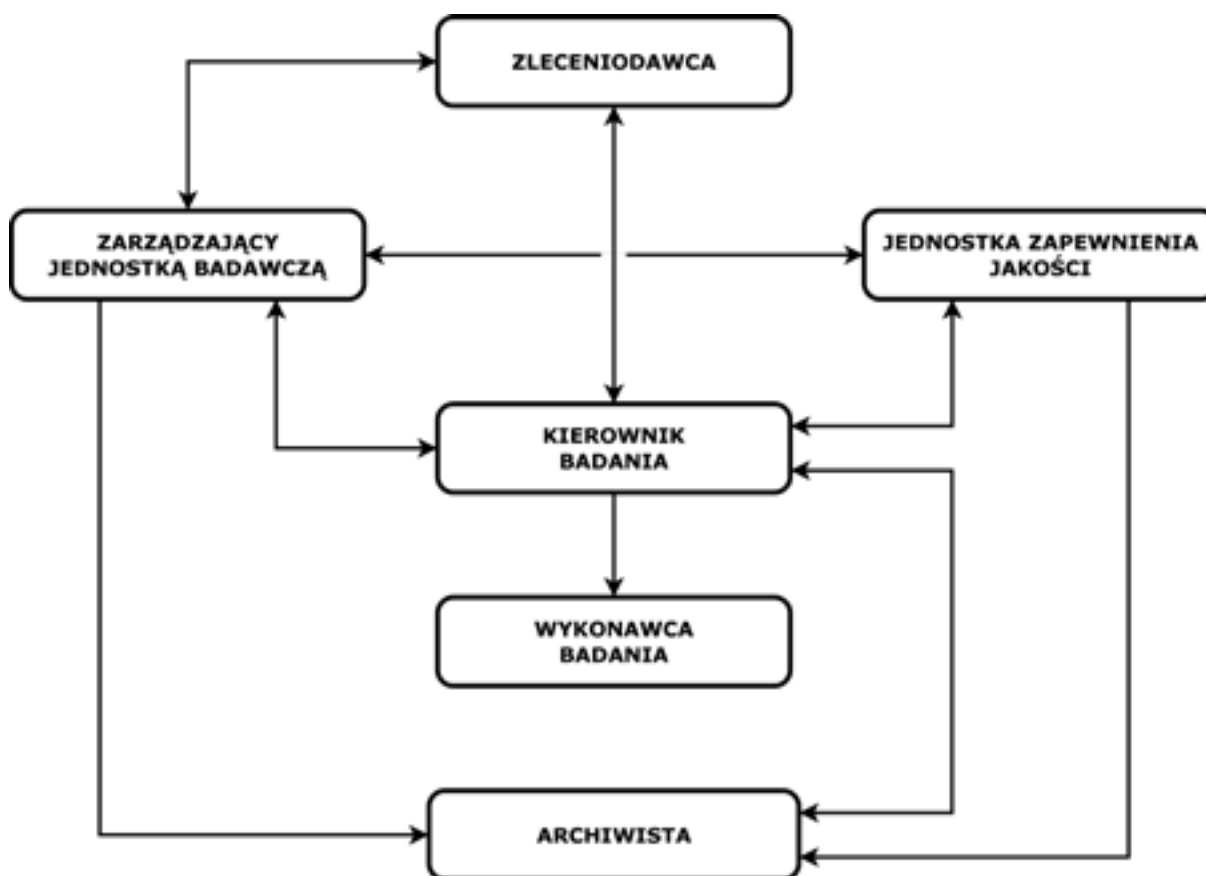 ZLECENIODAWCA
ZARZĄDZAJĄCY
JEDNOSTKĄ BADAWCZĄ
JEDNOSTKA ZAPEWNIENIA
JAKOŚCI
KIEROWNIK
BADANIA
WYKONAWCA
BADANIA
ARCHIWISTA